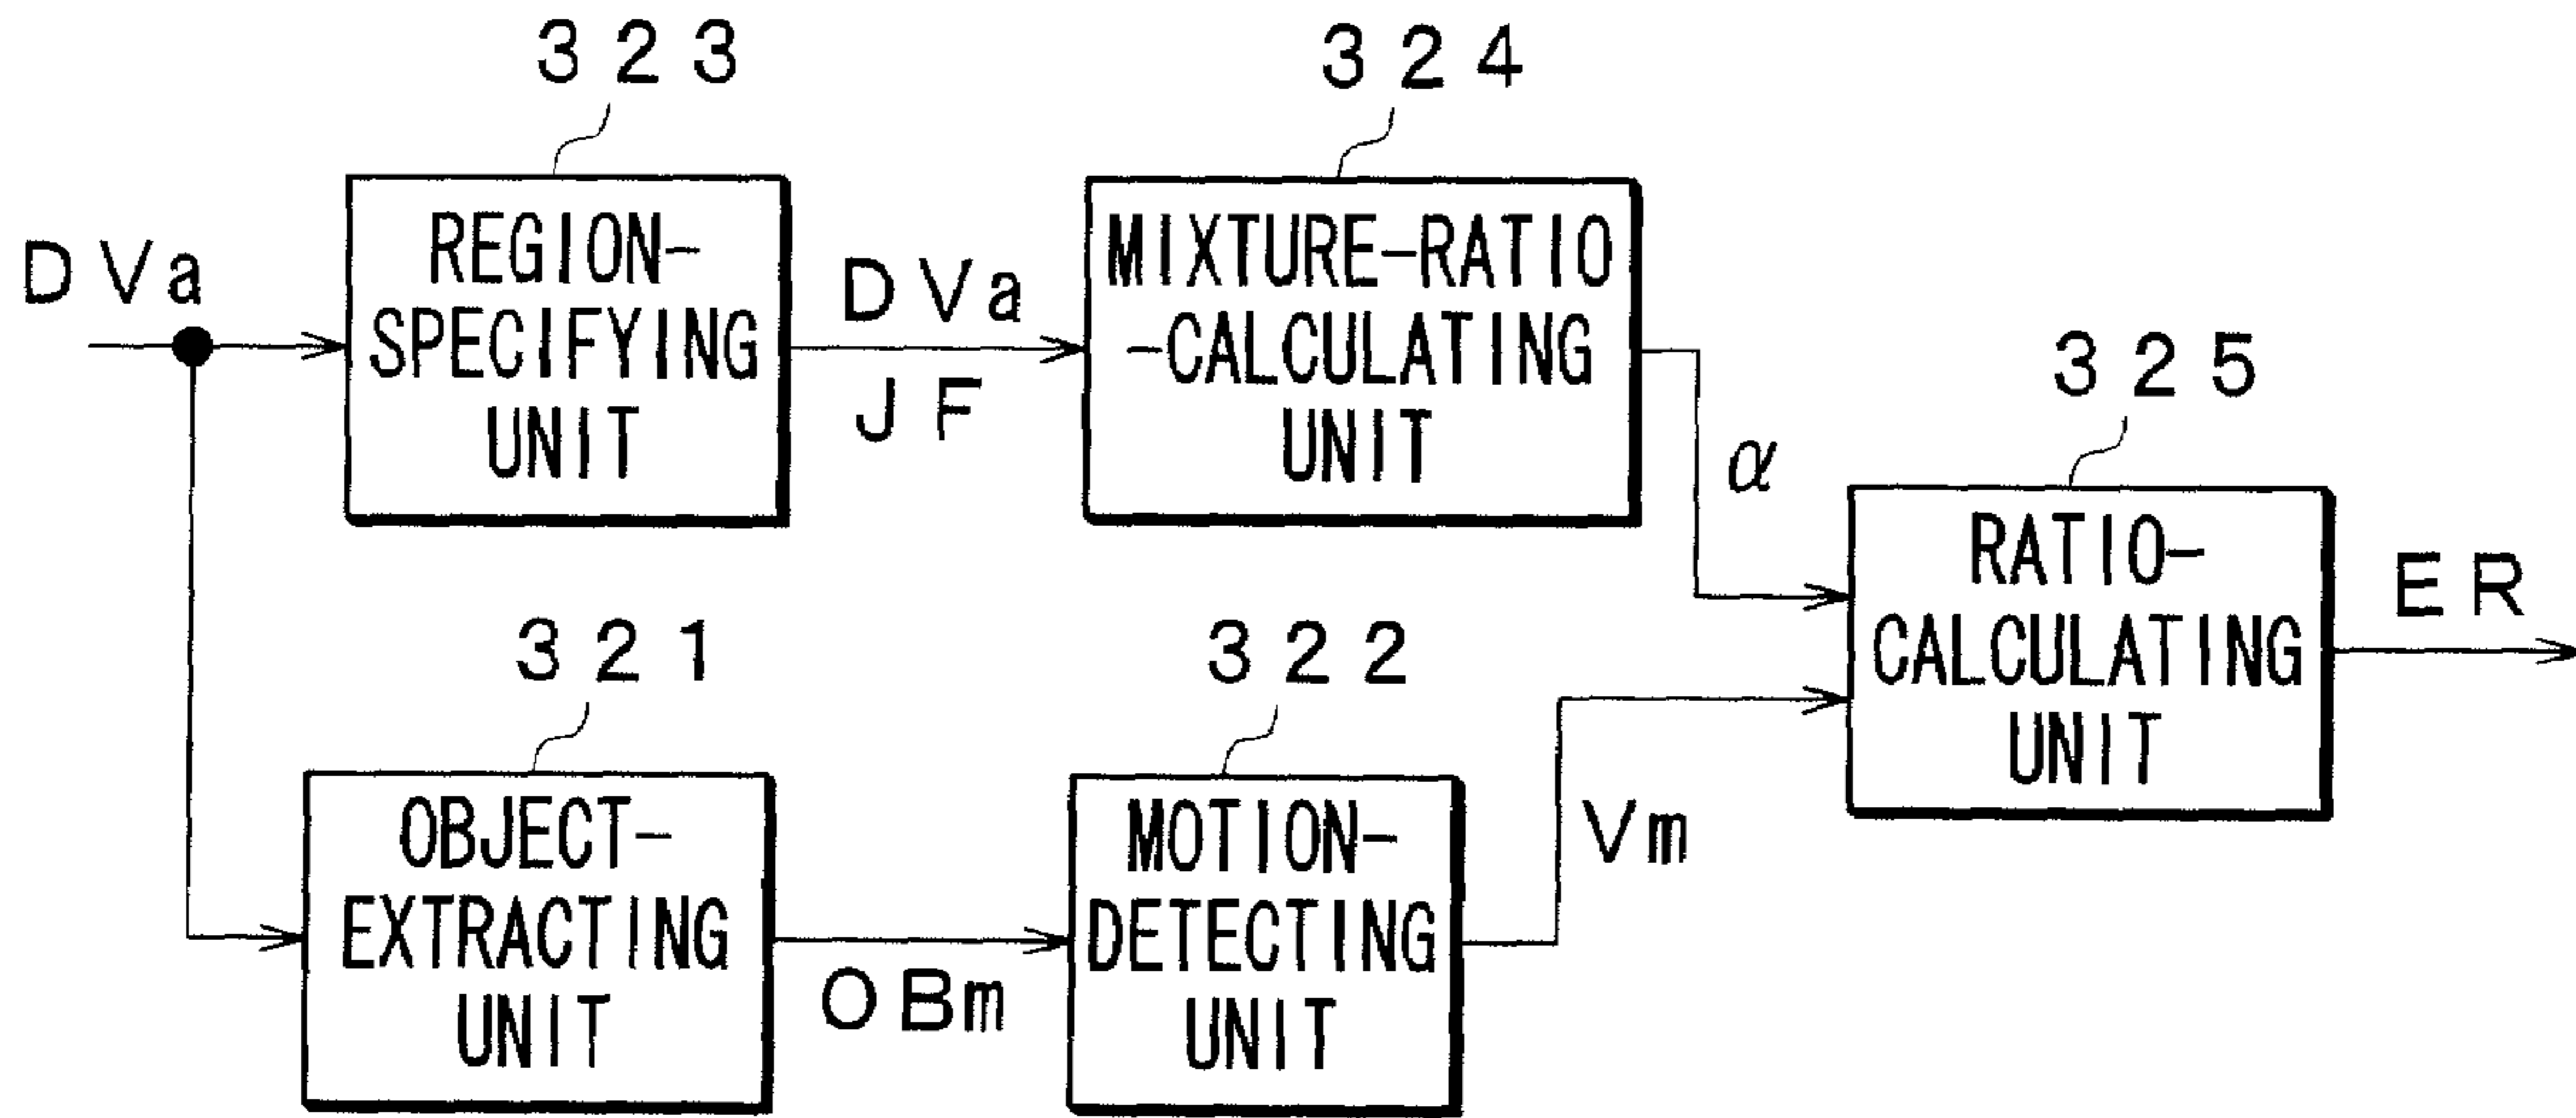 323
324
DVa
REGION-
SPECIFYING
UNIT
DVa
JF
MIXTURE-RATIO
-CALCULATING
UNIT
α
325
RATIO-
CALCULATING
UNIT
ER
321
322
OBJECT-
EXTRACTING
UNIT
OBm
MOTION-
DETECTING
UNIT
Vm